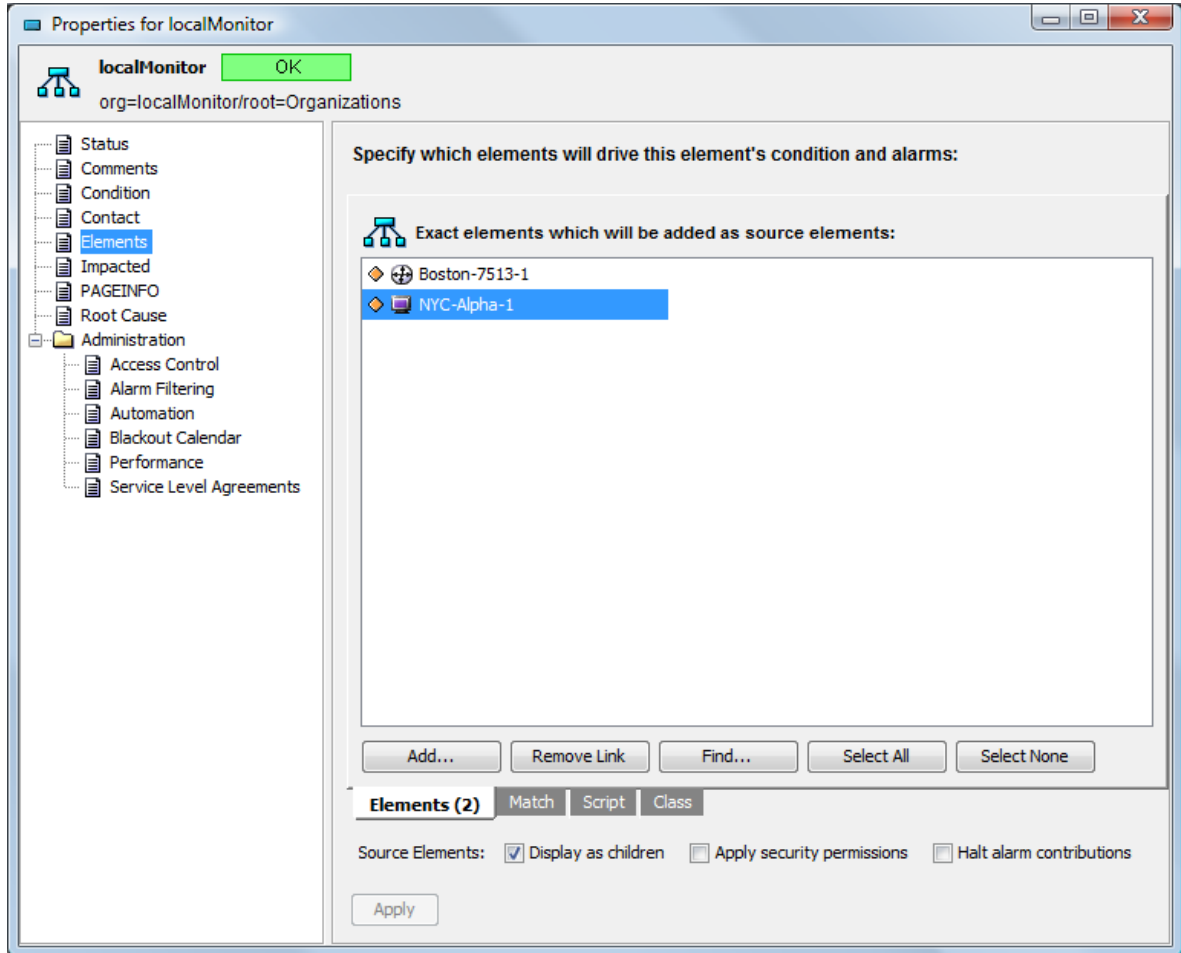 Properties for localMonitor
localMonitor OK
org=localMonitor/root=Organizations
Status
Comments
Condition
Contact
Elements
Impacted
PAGEINFO
Root Cause
Administration
Access Control
Alarm Filtering
Automation
Blackout Calendar
Performance
Service Level Agreements
Specify which elements will drive this element's condition and alarms:
Exact elements which will be added as source elements:
Boston-7513-1
NYC-Alpha-1
Add... Remove Link Find... Select All Select None
Elements (2) Match Script Class
Source Elements: Display as children Apply security permissions Halt alarm contributions
Apply